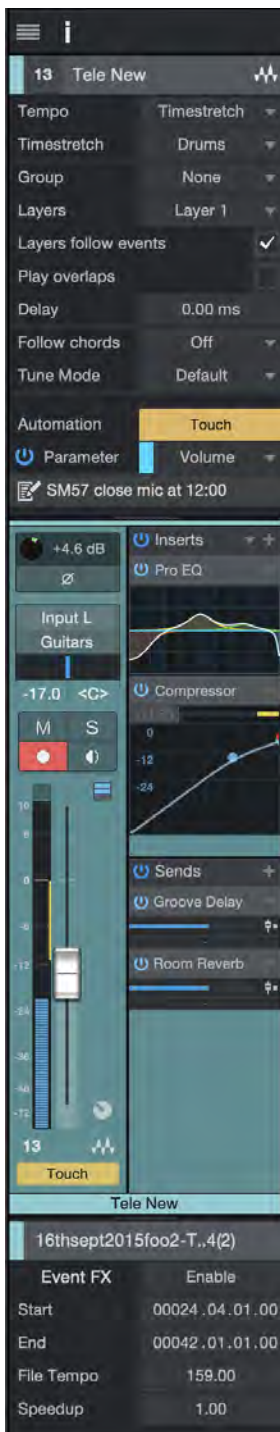 i
13 Tele New
Tempo Timestretch
Timestretch Drums
Group None
Layers Layer 1
Layers follow events
Play overlaps
Delay 0.00 ms
Follow chords Off
Tune Mode Default
Automation Touch
Parameter Volume
SM57 close mic at 12:00
+4.6 dB
Ø
Input L
Guitars
-17.0 <C>
M S
10
6
0
-6
-12
-24
-36
-48
-72
13
Touch
Inserts
Pro EQ
Compressor
0
-12
-24
Sends
Groove Delay
Room Reverb
Tele New
16thsept2015foo2-T..4(2)
Event FX Enable
Start 00024.04.01.00
End 00042.01.01.00
File Tempo 159.00
Speedup 1.00